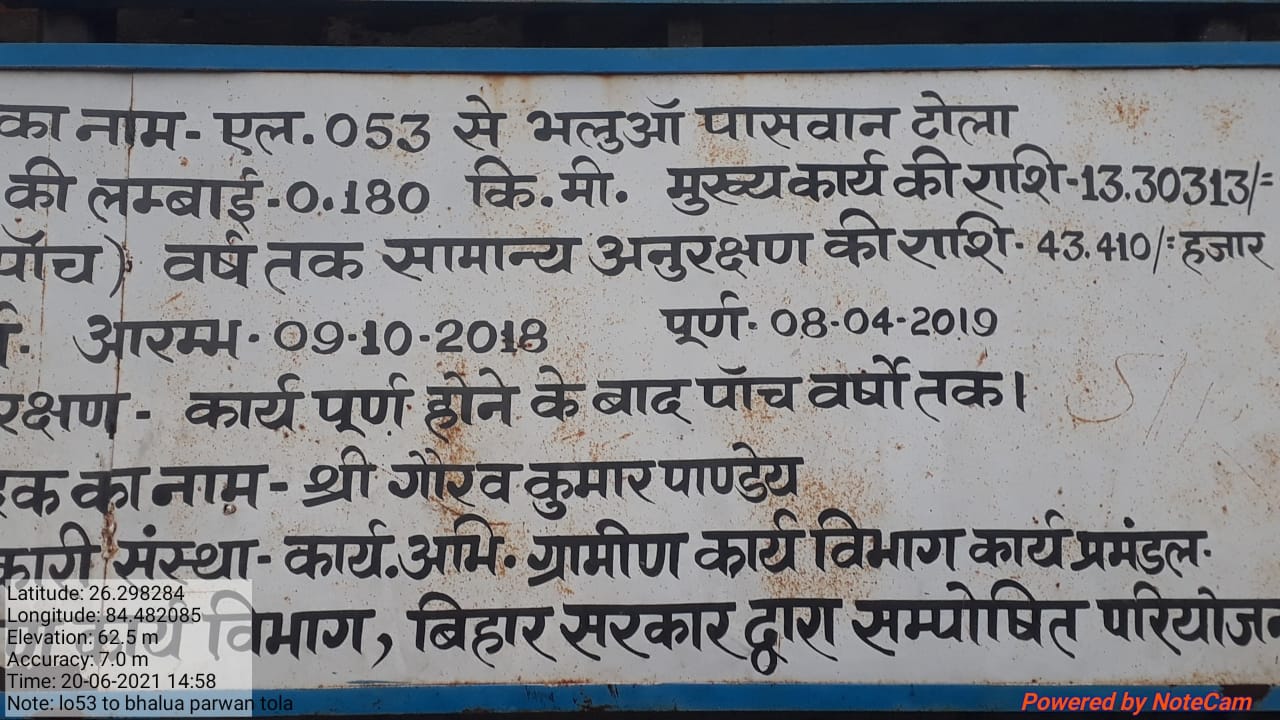 का नाम- एल.053 से भलुऑ पासवान टोला
की लम्बाई-0.180 कि.मी. मुख्य कार्य की राशि-13.30313/=
पॉच) वर्ष तक सामान्य अनुरक्षण की राशि- 43.410/= हजार
आरम्भ-09-10-2018 पूर्ण- 08-04-2019
रक्षण- कार्य पूर्ण होने के बाद पॉच वर्षो तक।
का नाम- श्री गौरव कुमार पाण्डेय
कारी संस्था- कार्य.अभि. ग्रामीण कार्य विभाग कार्य प्रमंडल.
कार्य विभाग, बिहार सरकार द्वारा सम्पोषित परियोजन
Latitude: 26.298284
Longitude: 84.482085
Elevation: 62.5 m
Accuracy: 7.0 m
Time: 20-06-2021 14:58
Note: lo53 to bhalua parwan tola
Powered by NoteCam